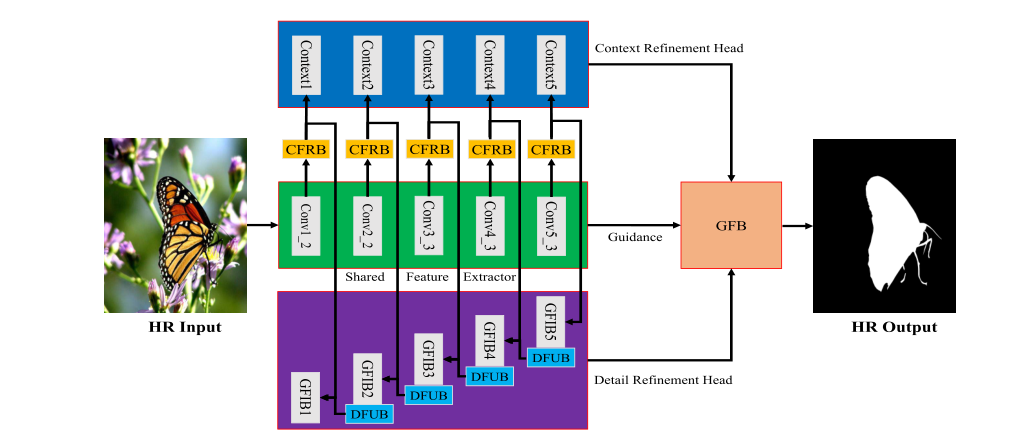 Context1
Context2
Context3
Context4
Context5
Context Refinement Head
CFRB
CFRB
CFRB
CFRB
CFRB
Conv1_2
Conv2_2
Conv3_3
Conv4_3
Conv5_3
GFB
Guidance
Shared Feature Extractor
HR Input
HR Output
GFIB5
GFIB4
GFIB3
GFIB2
GFIB1
DFUB
DFUB
DFUB
DFUB
Detail Refinement Head